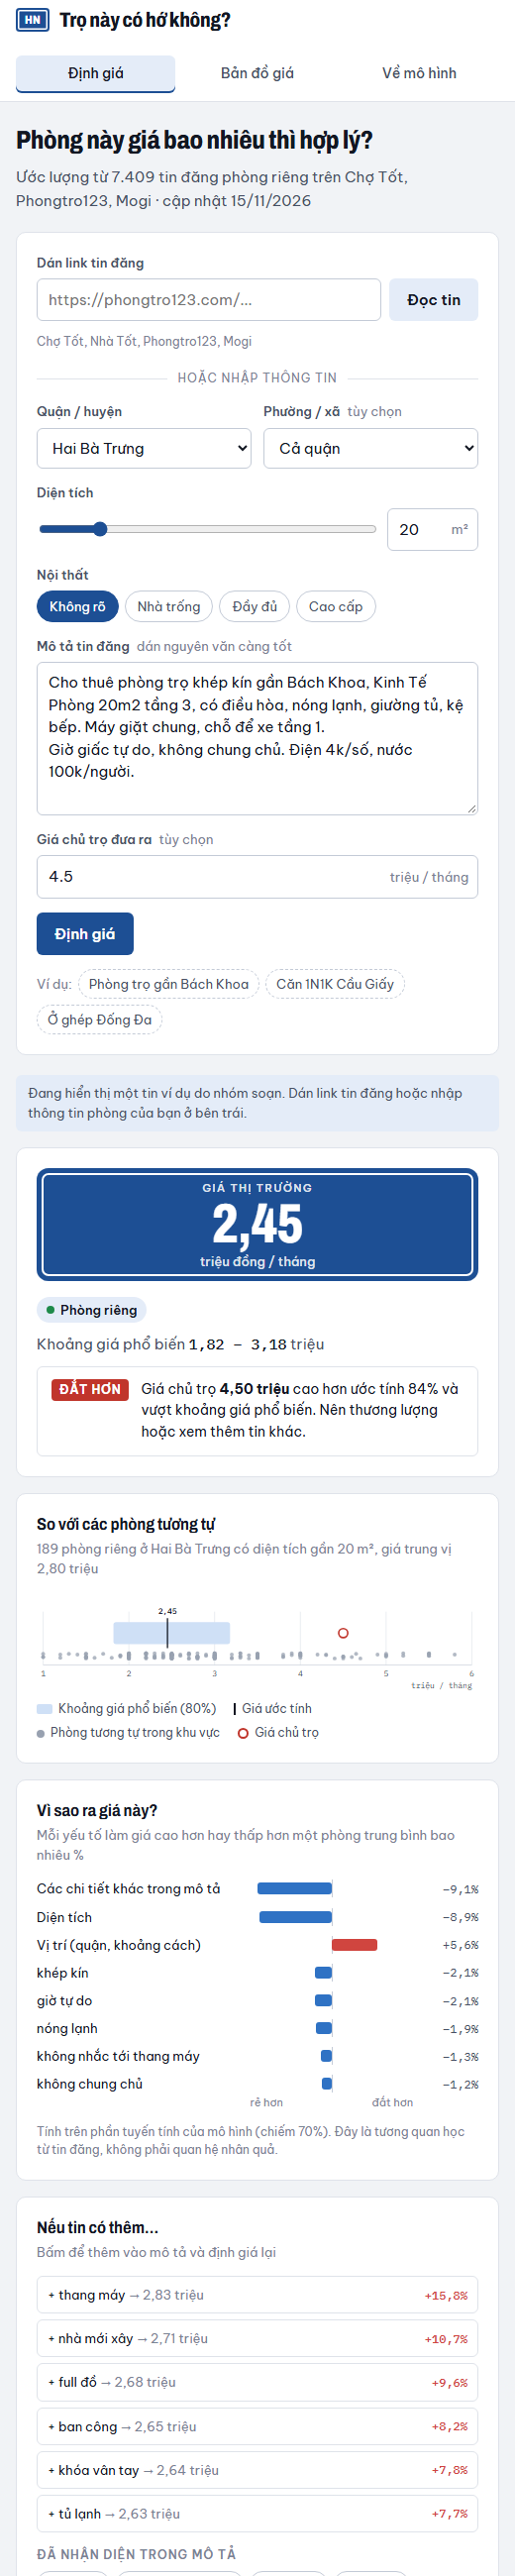 HN Trọ này có hớ không?
Định giá Bản đồ giá Về mô hình
Phòng này giá bao nhiêu thì hợp lý?
Ước lượng từ 7.409 tin đăng phòng riêng trên Chợ Tốt,
Phongtro123, Mogi · cập nhật 15/11/2026
Dán link tin đăng
https://phongtro123.com/... Đọc tin
Chợ Tốt, Nhà Tốt, Phongtro123, Mogi
HOẶC NHẬP THÔNG TIN
Quận / huyện Phường / xã tùy chọn
Hai Bà Trưng Cả quận
Diện tích
20 m²
Nội thất
Không rõ Nhà trống Đầy đủ Cao cấp
Mô tả tin đăng dán nguyên văn càng tốt
Cho thuê phòng trọ khép kín gần Bách Khoa, Kinh Tế
Phòng 20m2 tầng 3, có điều hòa, nóng lạnh, giường tủ, kệ
bếp. Máy giặt chung, chỗ để xe tầng 1.
Giờ giấc tự do, không chung chủ. Điện 4k/số, nước
100k/người.
Giá chủ trọ đưa ra tùy chọn
4.5 triệu / tháng
Định giá
Ví dụ: Phòng trọ gần Bách Khoa Căn 1N1K Cầu Giấy
Ở ghép Đống Đa
Đang hiển thị một tin ví dụ do nhóm soạn. Dán link tin đăng hoặc nhập
thông tin phòng của bạn ở bên trái.
GIÁ THỊ TRƯỜNG
2,45
triệu đồng / tháng
Phòng riêng
Khoảng giá phổ biến 1,82 – 3,18 triệu
ĐẮT HƠN Giá chủ trọ 4,50 triệu cao hơn ước tính 84% và
vượt khoảng giá phổ biến. Nên thương lượng
hoặc xem thêm tin khác.
So với các phòng tương tự
189 phòng riêng ở Hai Bà Trưng có diện tích gần 20 m², giá trung vị
2,80 triệu
2,45
1 2 3 4 5 6
triệu / tháng
Khoảng giá phổ biến (80%) Giá ước tính
Phòng tương tự trong khu vực Giá chủ trọ
Vì sao ra giá này?
Mỗi yếu tố làm giá cao hơn hay thấp hơn một phòng trung bình bao
nhiêu %
Các chi tiết khác trong mô tả −9,1%
Diện tích −8,9%
Vị trí (quận, khoảng cách) +5,6%
khép kín −2,1%
giờ tự do −2,1%
nóng lạnh −1,9%
không nhắc tới thang máy −1,3%
không chung chủ −1,2%
rẻ hơn đắt hơn
Tính trên phần tuyến tính của mô hình (chiếm 70%). Đây là tương quan học
từ tin đăng, không phải quan hệ nhân quả.
Nếu tin có thêm...
Bấm để thêm vào mô tả và định giá lại
+ thang máy → 2,83 triệu +15,8%
+ nhà mới xây → 2,71 triệu +10,7%
+ full đồ → 2,68 triệu +9,6%
+ ban công → 2,65 triệu +8,2%
+ khóa vân tay → 2,64 triệu +7,8%
+ tủ lạnh → 2,63 triệu +7,7%
ĐÃ NHẬN DIỆN TRONG MÔ TẢ